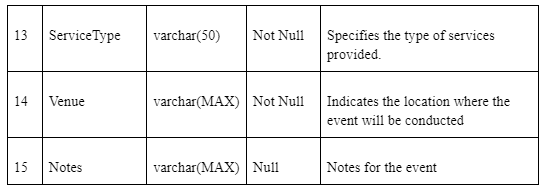 13 ServiceType varchar(50) Not Null Specifies the type of services
provided.
14 Venue varchar(MAX) Not Null Indicates the location where the
event will be conducted
15 Notes varchar(MAX) Null Notes for the event